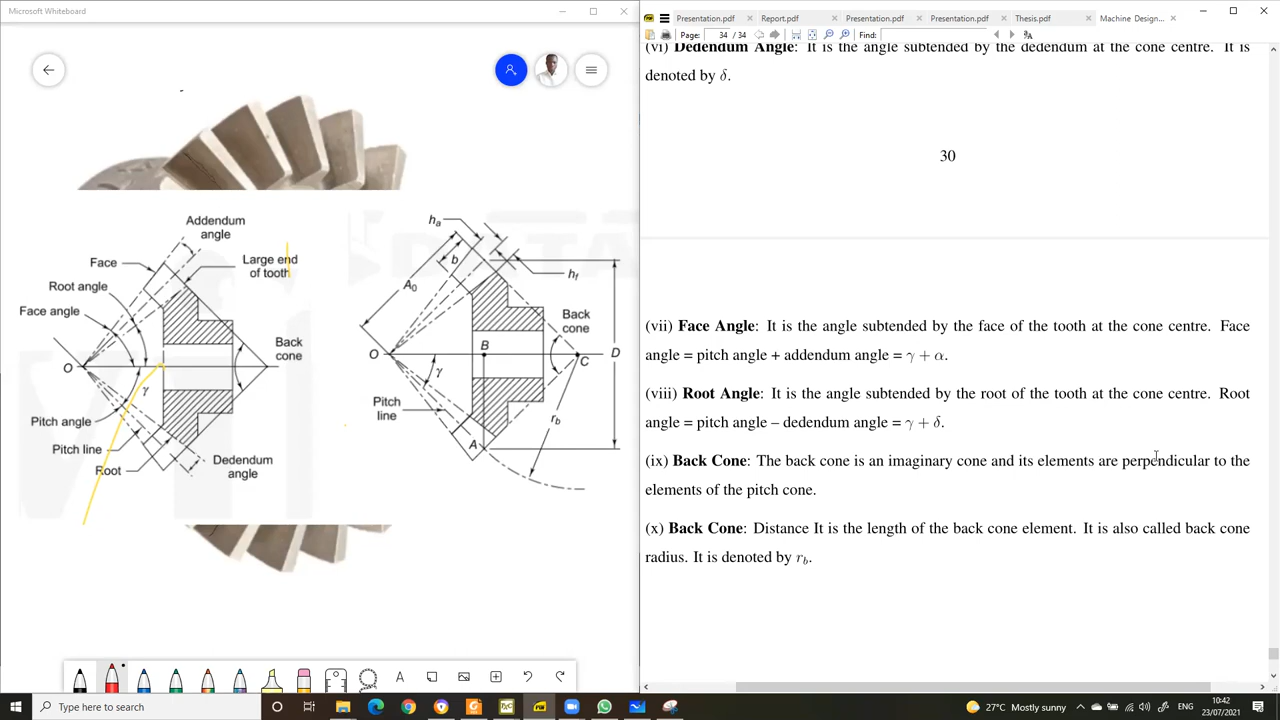 Microsoft Whiteboard
Addendum
angle
Face
Large end
of tooth
Root angle
Face angle
O
γ
Back
cone
Pitch angle
Pitch line
Root
Dedendum
angle
hₐ
b
A₀
h_f
Back
cone
B
O
C
D
γ
Pitch
line
r_b
A
Presentation.pdf
Report.pdf
Presentation.pdf
Presentation.pdf
Thesis.pdf
Machine Design...
Page: 34 / 34 Find:
(vi) Dedendum Angle: It is the angle subtended by the dedendum at the cone centre. It is
denoted by δ.
30
(vii) Face Angle: It is the angle subtended by the face of the tooth at the cone centre. Face
angle = pitch angle + addendum angle = γ + α.
(viii) Root Angle: It is the angle subtended by the root of the tooth at the cone centre. Root
angle = pitch angle – dedendum angle = γ + δ.
(ix) Back Cone: The back cone is an imaginary cone and its elements are perpendicular to the
elements of the pitch cone.
(x) Back Cone: Distance It is the length of the back cone element. It is also called back cone
radius. It is denoted by r_b.
Type here to search
27°C Mostly sunny
ENG
10:42
23/07/2021